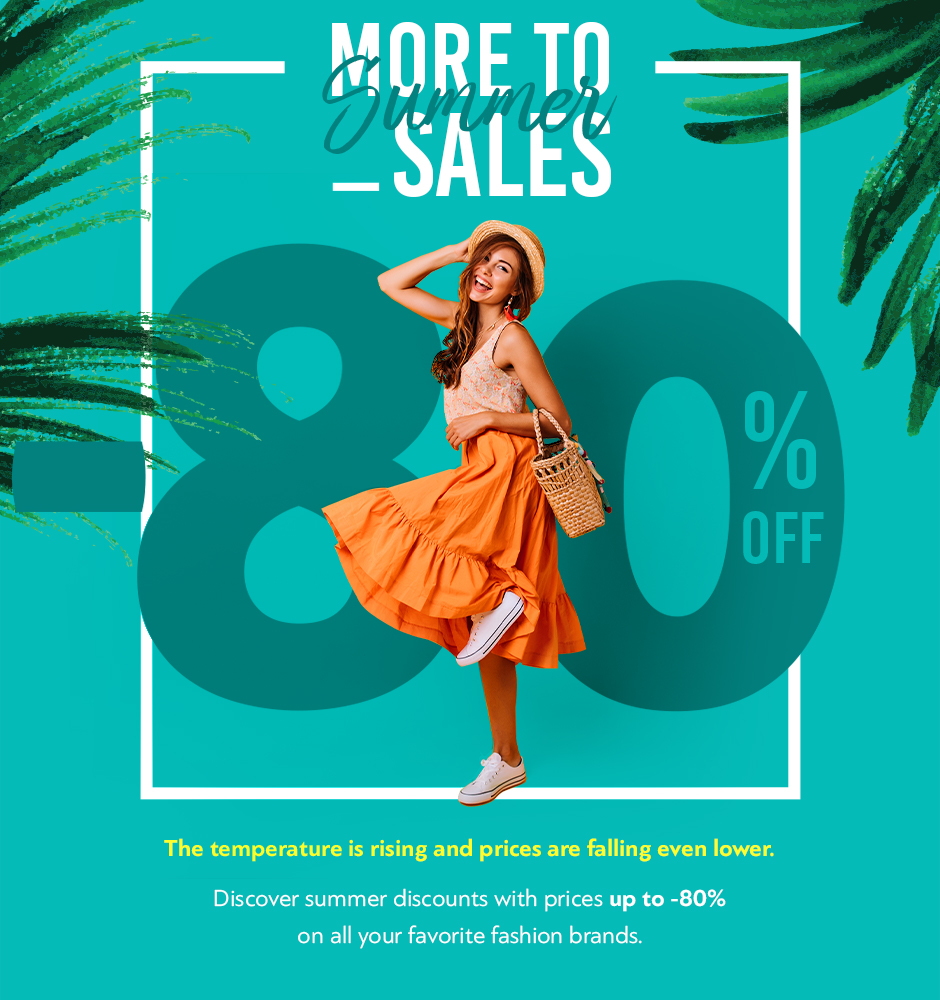 MORE TO
Summer
SALES
-80
%
OFF
The temperature is rising and prices are falling even lower.
Discover summer discounts with prices up to -80%
on all your favorite fashion brands.